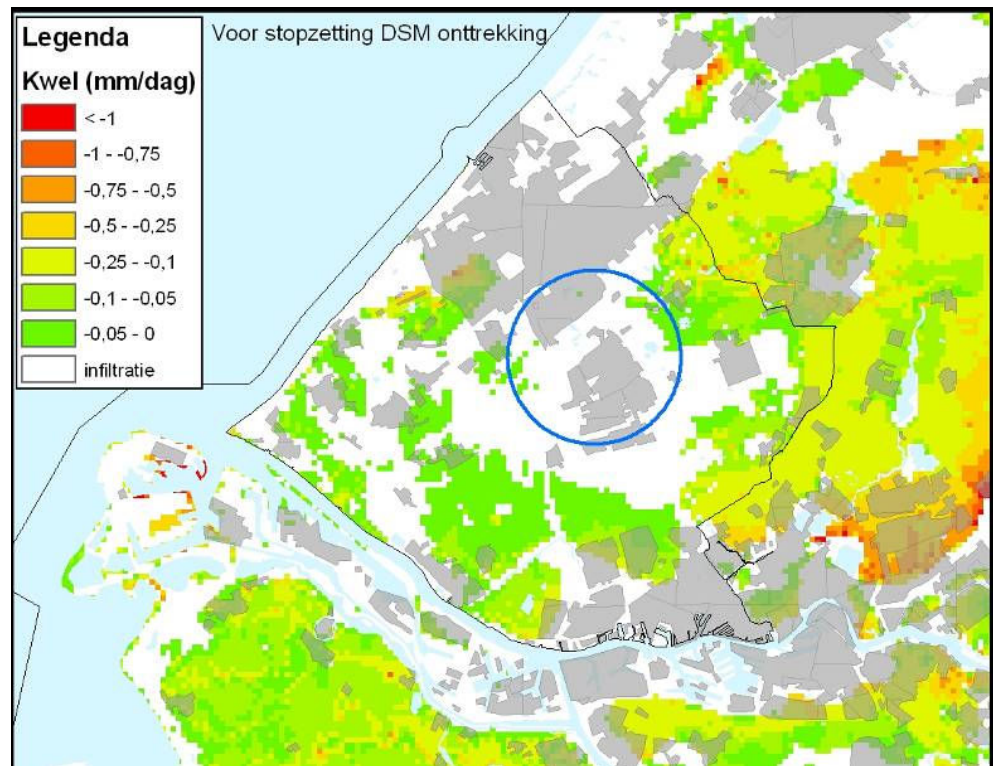 Legenda
Voor stopzetting DSM onttrekking
Kwel (mm/dag)
< -1
-1 - -0,75
-0,75 - -0,5
-0,5 - -0,25
-0,25 - -0,1
-0,1 - -0,05
-0,05 - 0
infiltratie